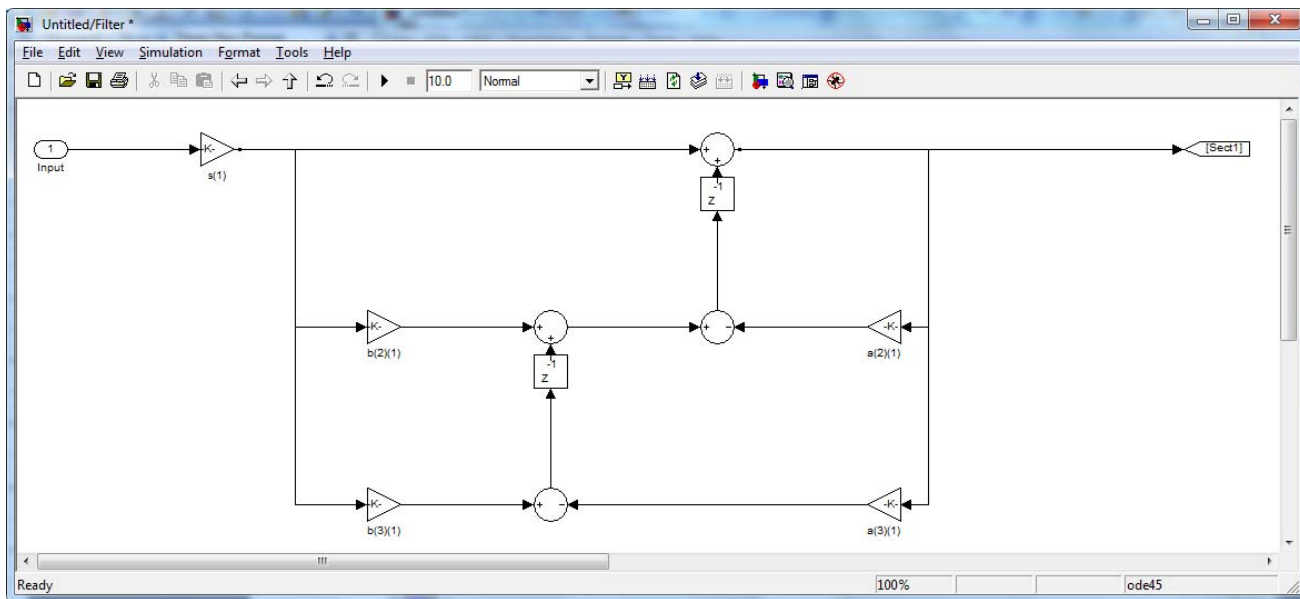 Untitled/Filter *
File Edit View Simulation Format Tools Help
10.0 Normal
1
Input
-K-
s(1)
+
+
[Sect1]
-1
Z
-K-
b(2)(1)
+
+
+ -
-K-
a(2)(1)
-1
Z
-K-
b(3)(1)
+ -
-K-
a(3)(1)
Ready 100% ode45